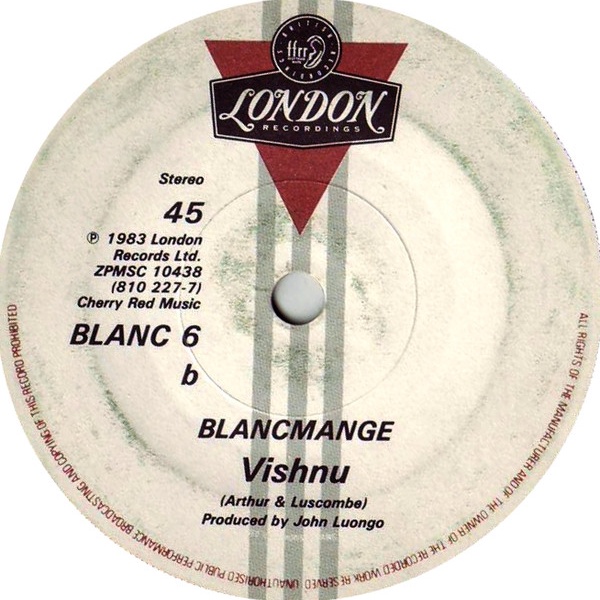 BRITISH RECORDINGS
ffrr
LONDON
RECORDINGS
Stereo
45
℗ 1983 London
Records Ltd.
ZPMSC 10438
(810 227-7)
Cherry Red Music
BLANC 6
b
BLANCMANGE
Vishnu
(Arthur & Luscombe)
Produced by John Luongo
ALL RIGHTS OF THE MANUFACTURER AND OF THE OWNER OF THE RECORDED WORK RESERVED. UNAUTHORISED PUBLIC PERFORMANCE BROADCASTING AND COPYING OF THIS RECORD PROHIBITED